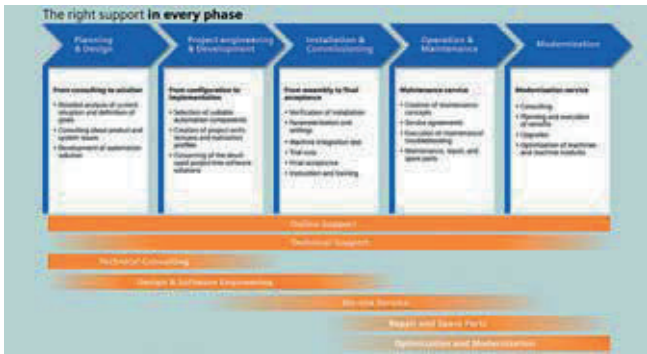 The right support in every phase
Planning
& Design
Project engineering
& Development
Installation &
Commissioning
Operation &
Maintenance
Modernization
From consulting to solution
• Detailed analysis of current
situation and definition of
goals
• Consulting about product and
system issues
• Development of automation
solution
From configuration to
implementation
• Selection of suitable
automation components
• Creation of project
profiles
solutions
From assembly to final
acceptance
• Verification of installation
• Parameterization and
settings
• Machine integration test
• Trial runs
• Final acceptance
• Instruction and training
Maintenance service
• Creation of maintenance
concepts
• Service agreements
• Execution of maintenance/
troubleshooting
• Maintenance, repair, and
spare parts
Modernization service
• Consulting
• Planning and execution
of retrofits
• Upgrades
• Optimization of machines
and machine modules
Online Support
Technical Support
Technical Consulting
Design & Software Engineering
On-site Service
Repair and Spare Parts
Optimization and Modernization